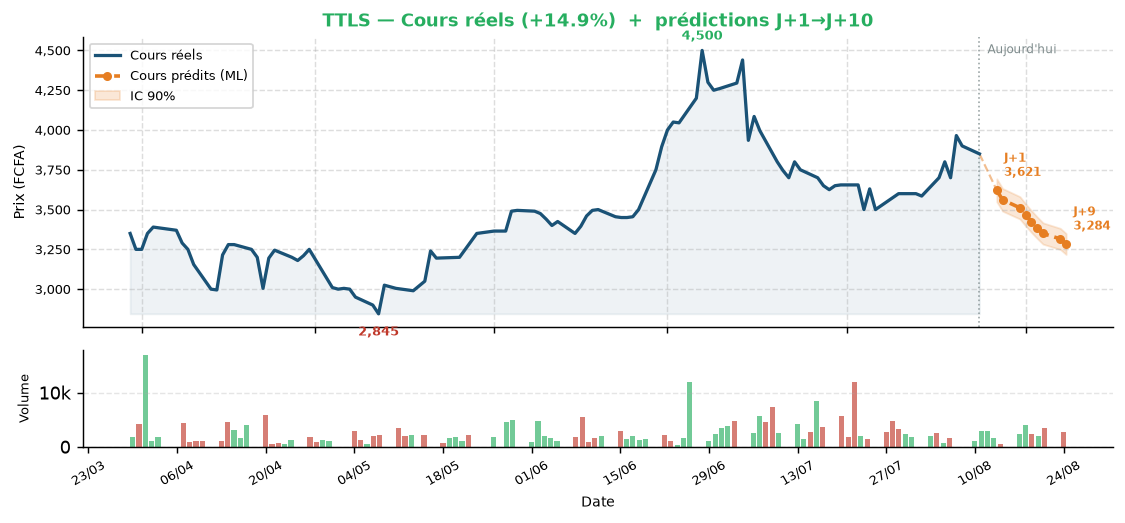 TTLS — Cours réels (+14.9%)  +  prédictions J+1→J+10
4,500
Aujourd'hui
Cours réels
Cours prédits (ML)
IC 90%
4,500
4,250
4,000
3,750
3,500
3,250
3,000
Prix (FCFA)
J+1
3,621
J+9
3,284
2,845
Volume
10k
0
23/03
06/04
20/04
04/05
18/05
01/06
15/06
29/06
13/07
27/07
10/08
24/08
Date